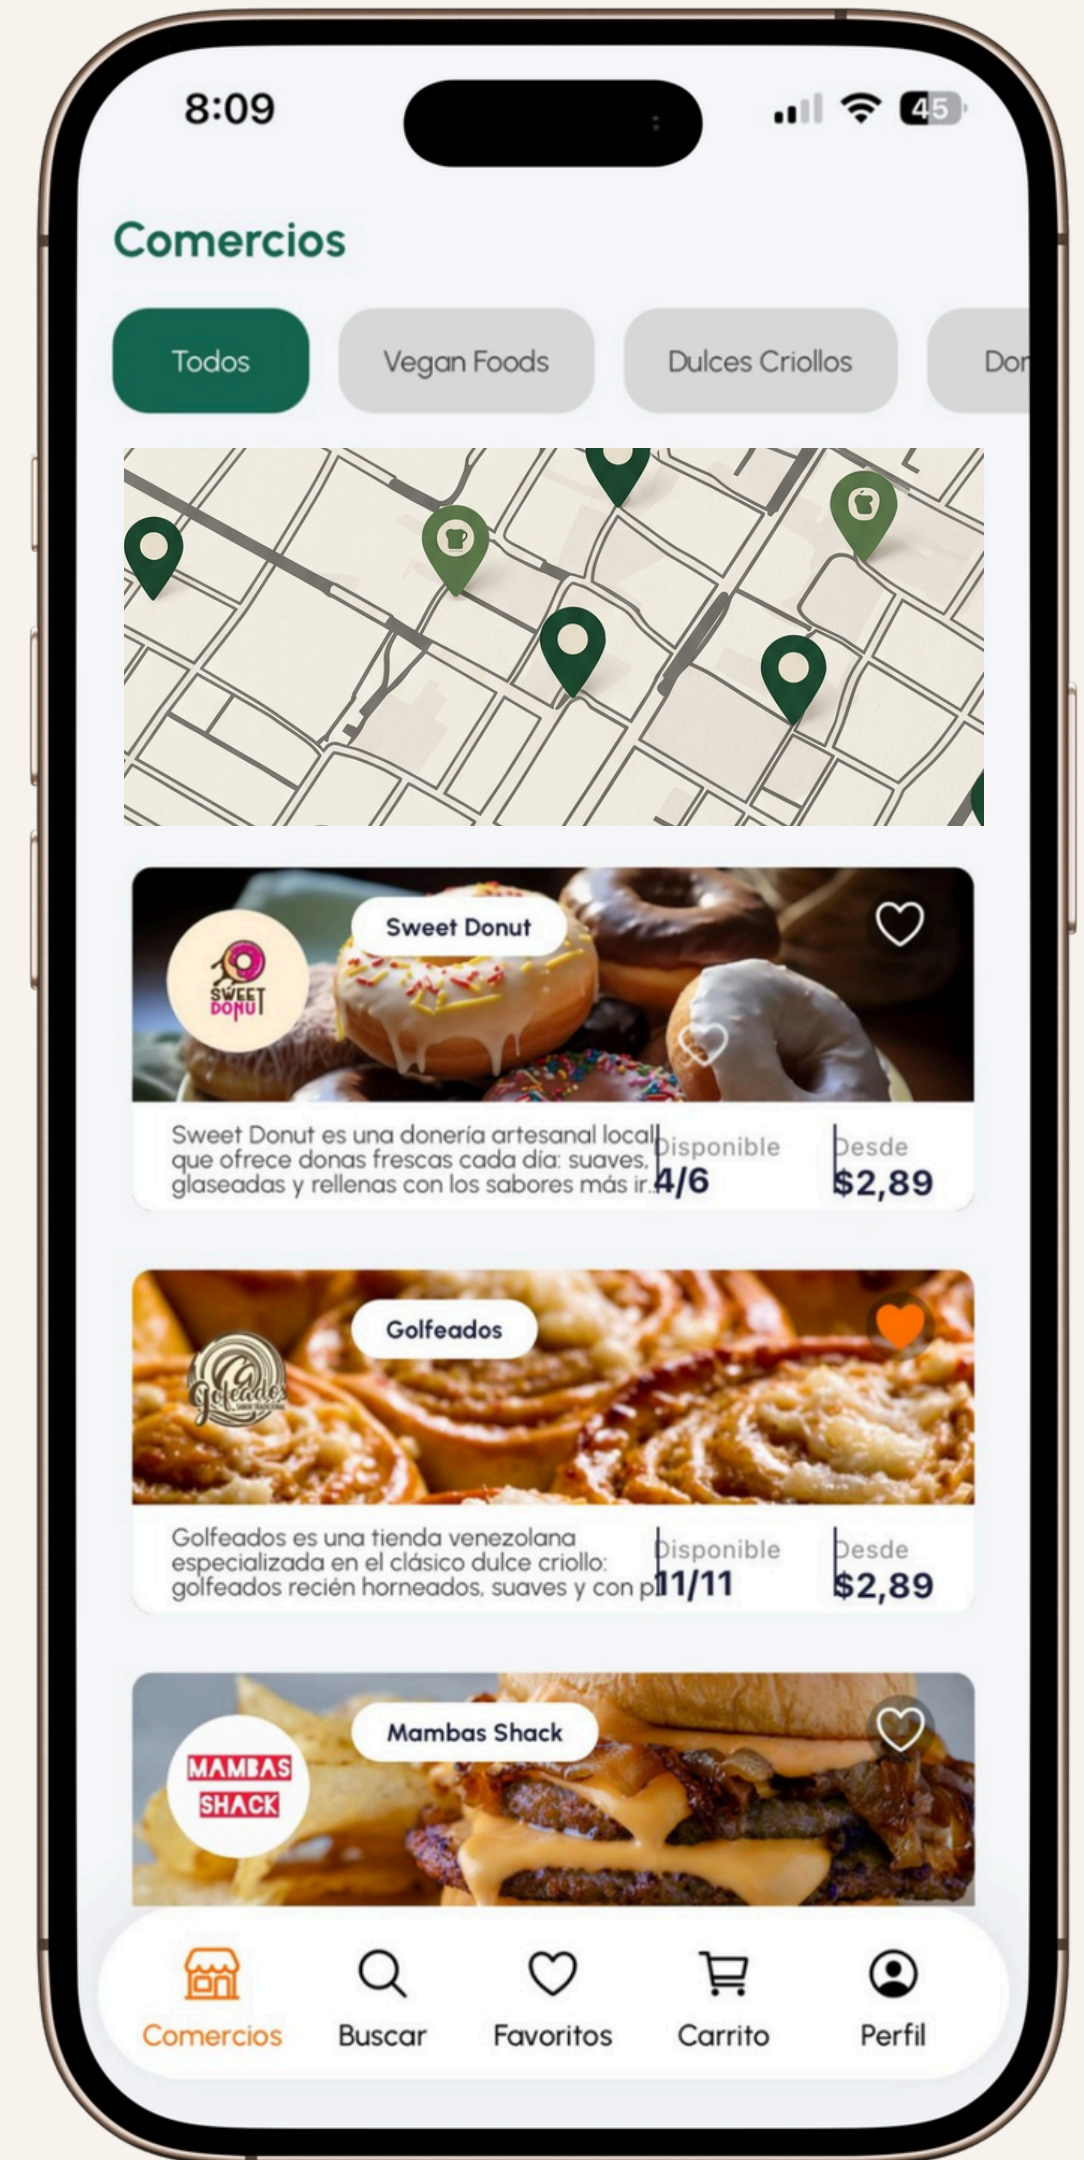 8:09
45
Comercios
Todos
Vegan Foods
Dulces Criollos
Don
Sweet Donut
SWEET
DONUT
Sweet Donut es una donería artesanal local
que ofrece donas frescas cada día: suaves,
glaseadas y rellenas con los sabores más ir...
Disponible
4/6
Desde
$2,89
Golfeados
Golfeados es una tienda venezolana
especializada en el clásico dulce criollo:
golfeados recién horneados, suaves y con p
Disponible
11/11
Desde
$2,89
Mambas Shack
MAMBAS
SHACK
Comercios
Buscar
Favoritos
Carrito
Perfil